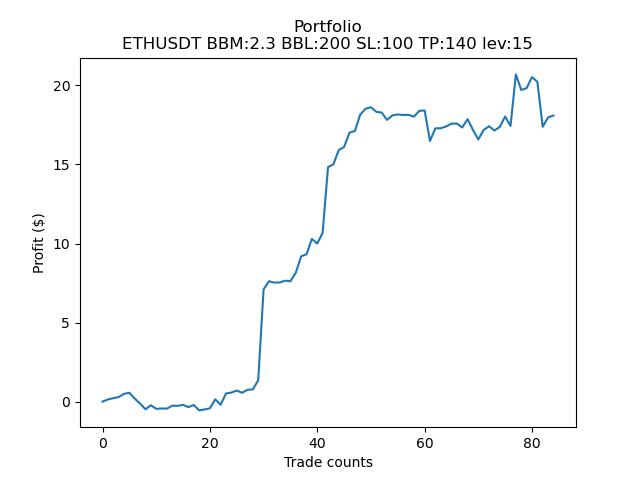 Portfolio
ETHUSDT BBM:2.3 BBL:200 SL:100 TP:140 lev:15
20
15
10
5
0
Profit ($)
0 20 40 60 80
Trade counts